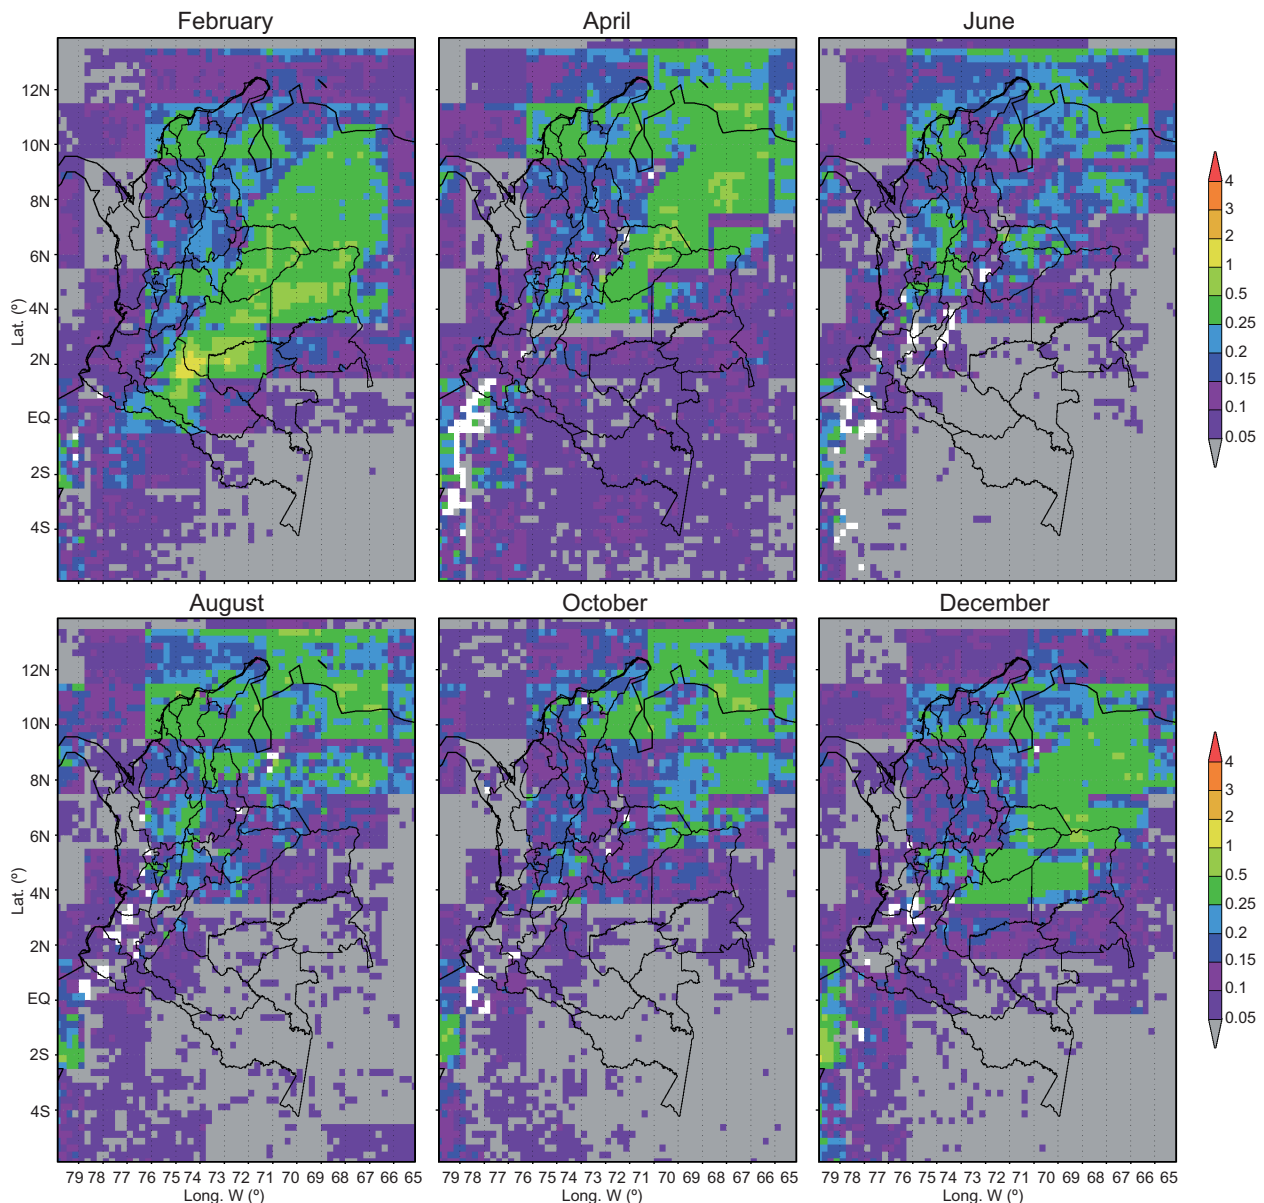 February April June
12N
10N
8N
6N
4N
2N
EQ
2S
4S
Lat. (º)
4
3
2
1
0.5
0.25
0.2
0.15
0.1
0.05
August October December
12N
10N
8N
6N
4N
2N
EQ
2S
4S
Lat. (º)
4
3
2
1
0.5
0.25
0.2
0.15
0.1
0.05
79 78 77 76 75 74 73 72 71 70 69 68 67 66 65
Long. W (º)
79 78 77 76 75 74 73 72 71 70 69 68 67 66 65
Long. W (º)
79 78 77 76 75 74 73 72 71 70 69 68 67 66 65
Long. W (º)